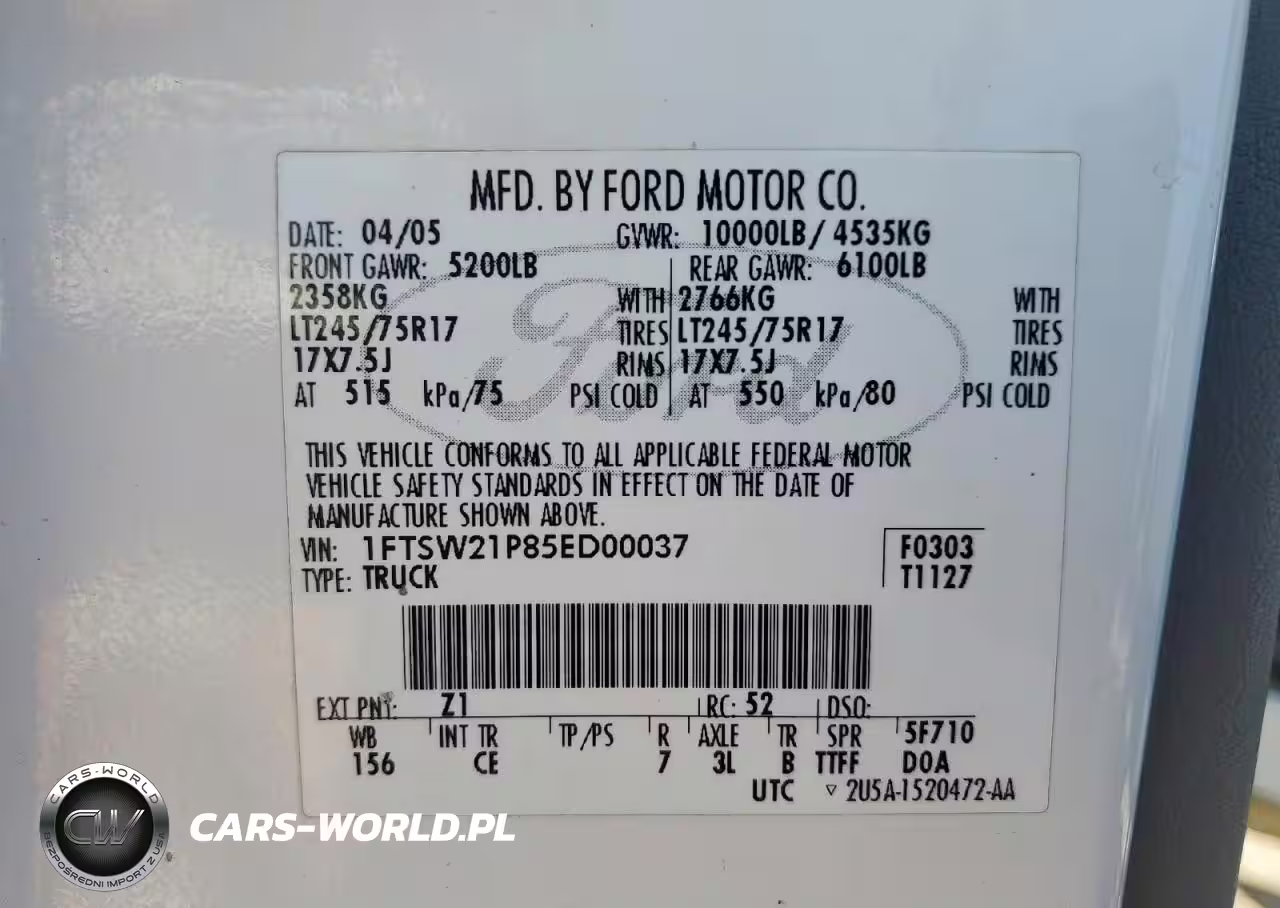 MFD. BY FORD MOTOR CO.
DATE: 04/05 GVWR: 10000LB/ 4535KG
FRONT GAWR: 5200LB REAR GAWR: 6100LB
2358KG WITH 2766KG WITH
LT245/75R17 TIRES LT245/75R17 TIRES
17X7.5J RIMS 17X7.5J RIMS
AT 515 kPa/75 PSI COLD AT 550 kPa/80 PSI COLD
Ford
THIS VEHICLE CONFORMS TO ALL APPLICABLE FEDERAL MOTOR
VEHICLE SAFETY STANDARDS IN EFFECT ON THE DATE OF
MANUFACTURE SHOWN ABOVE.
VIN: 1FTSW21P85ED00037 F0303
TYPE: TRUCK T1127
EXT PNT: Z1 RC: 52 DSO:
WB INT TR TP/PS R AXLE TR SPR 5F710
156 CE 7 3L B TTFF D0A
UTC ▽ 2U5A-1520472-AA
CARS-WORLD
CW
BEZPOŚREDNI IMPORT Z USA
CARS-WORLD.PL